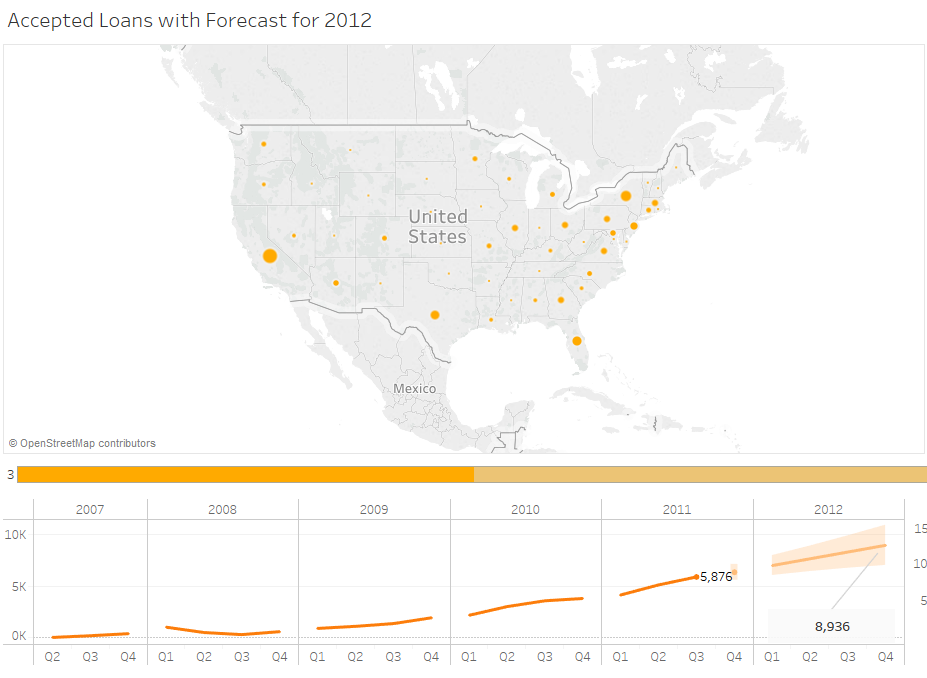 Accepted Loans with Forecast for 2012
United
States
Mexico
© OpenStreetMap contributors
3
2007 2008 2009 2010 2011 2012
10K 15
10
5K 5,876 5
0K 8,936
Q2 Q3 Q4 Q1 Q2 Q3 Q4 Q1 Q2 Q3 Q4 Q1 Q2 Q3 Q4 Q1 Q2 Q3 Q4 Q1 Q2 Q3 Q4